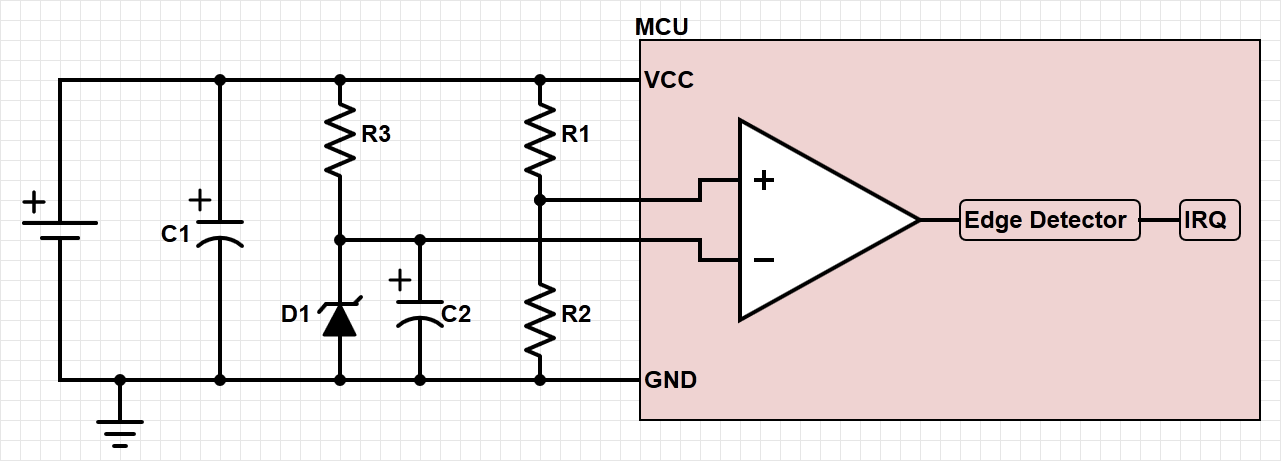 MCU
VCC
R3
R1
+
+
C1
+
Edge Detector
IRQ
−
+
D1
C2
R2
GND